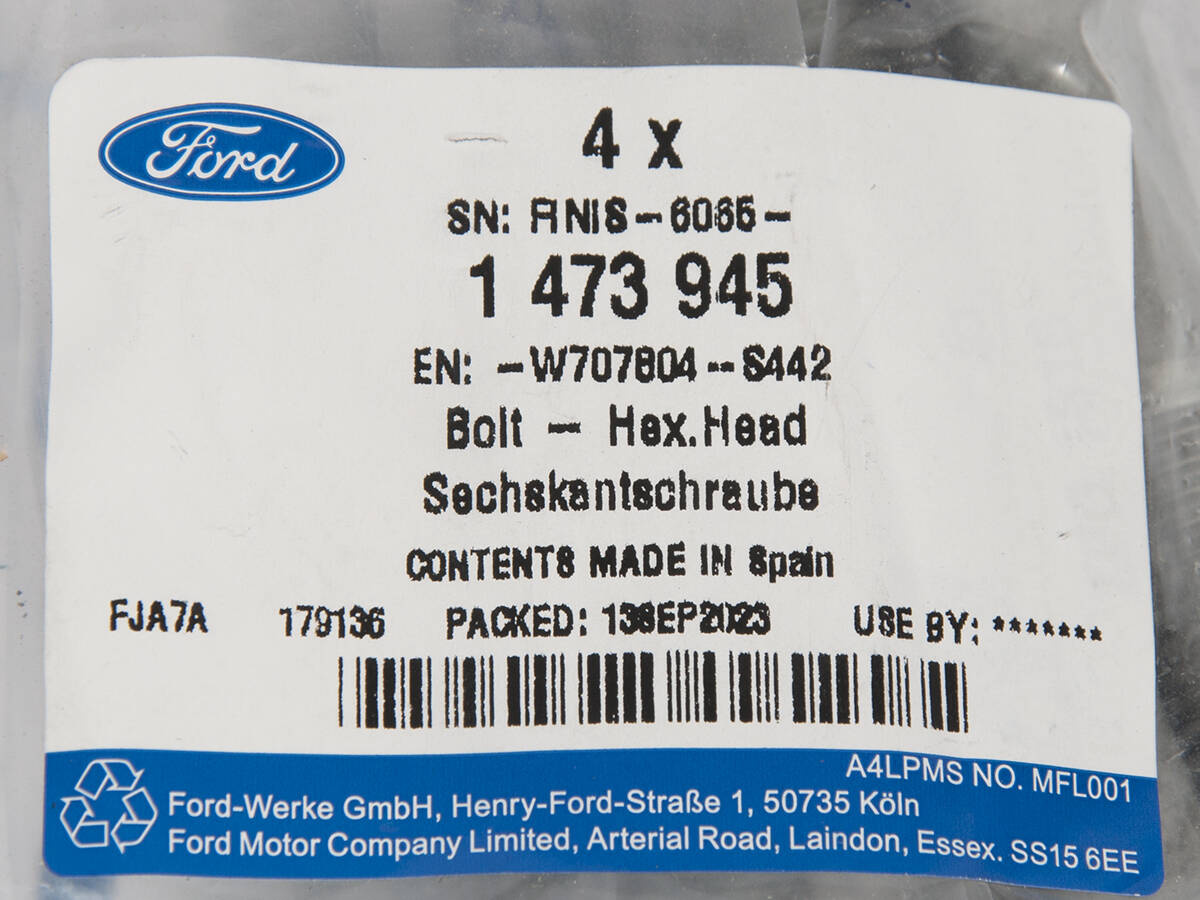 Ford
4 x
SN: FINIS-6065-
1 473 945
EN: -W707804--S442
Bolt - Hex.Head
Sechskantschraube
CONTENTS MADE IN Spain
FJA7A 179136 PACKED: 13SEP2023 USE BY: *******
A4LPMS NO. MFL001
Ford-Werke GmbH, Henry-Ford-Straße 1, 50735 Köln
Ford Motor Company Limited, Arterial Road, Laindon, Essex. SS15 6EE